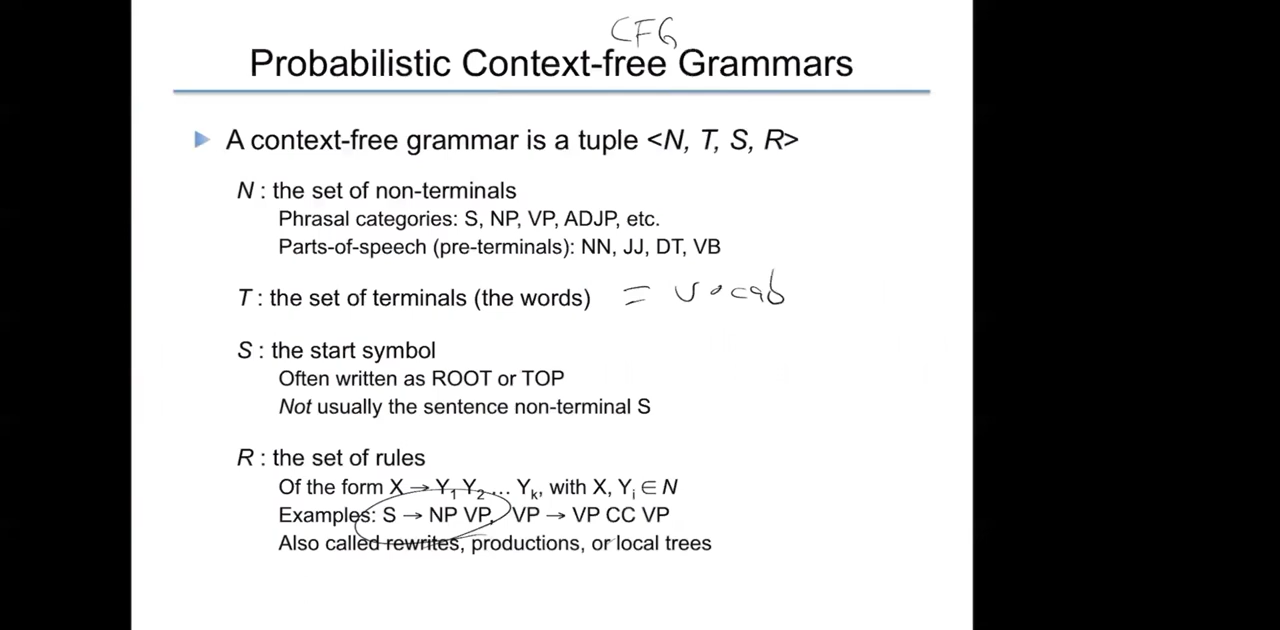 CFG
Probabilistic Context-free Grammars
A context-free grammar is a tuple <N, T, S, R>
N : the set of non-terminals
Phrasal categories: S, NP, VP, ADJP, etc.
Parts-of-speech (pre-terminals): NN, JJ, DT, VB
T : the set of terminals (the words) = vocab
S : the start symbol
Often written as ROOT or TOP
Not usually the sentence non-terminal S
R : the set of rules
Of the form X → Y₁ Y₂ … Yₖ, with X, Yᵢ ∈ N
Examples: S → NP VP, VP → VP CC VP
Also called rewrites, productions, or local trees